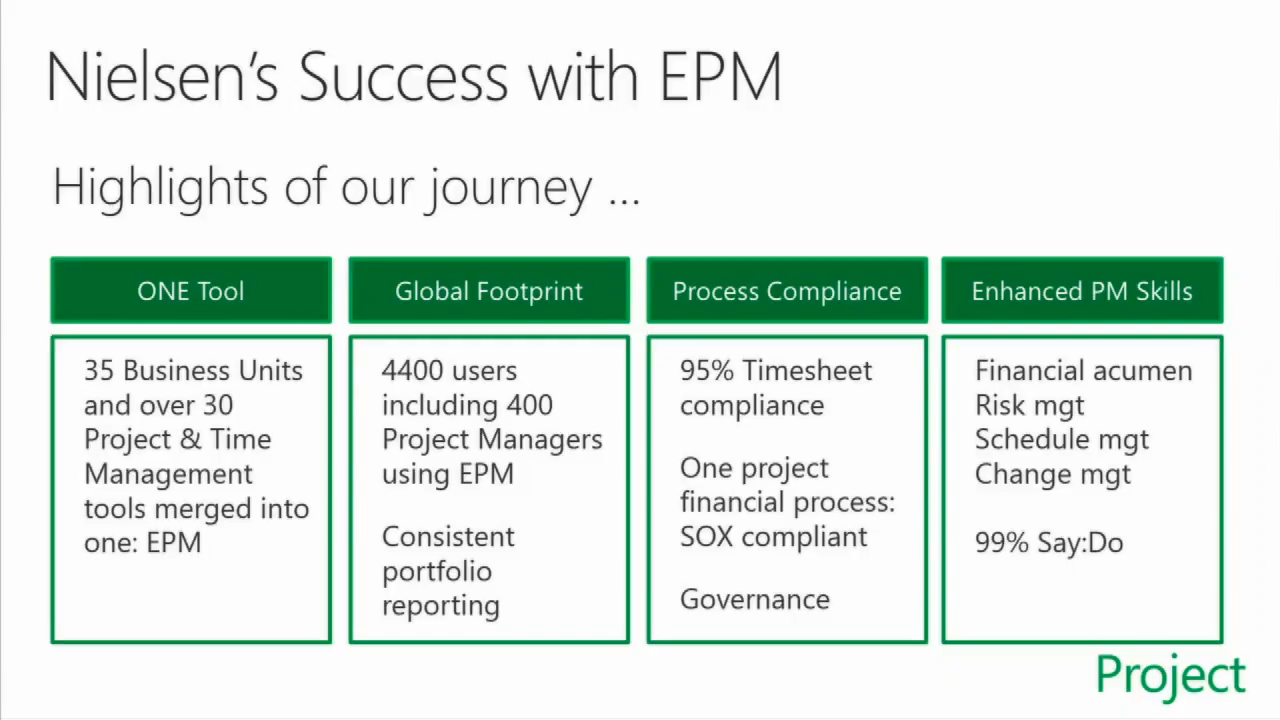 Nielsen's Success with EPM
Highlights of our journey ...
ONE Tool
35 Business Units
and over 30
Project & Time
Management
tools merged into
one: EPM
Global Footprint
4400 users
including 400
Project Managers
using EPM
Consistent
portfolio
reporting
Process Compliance
95% Timesheet
compliance
One project
financial process:
SOX compliant
Governance
Enhanced PM Skills
Financial acumen
Risk mgt
Schedule mgt
Change mgt
99% Say:Do
Project